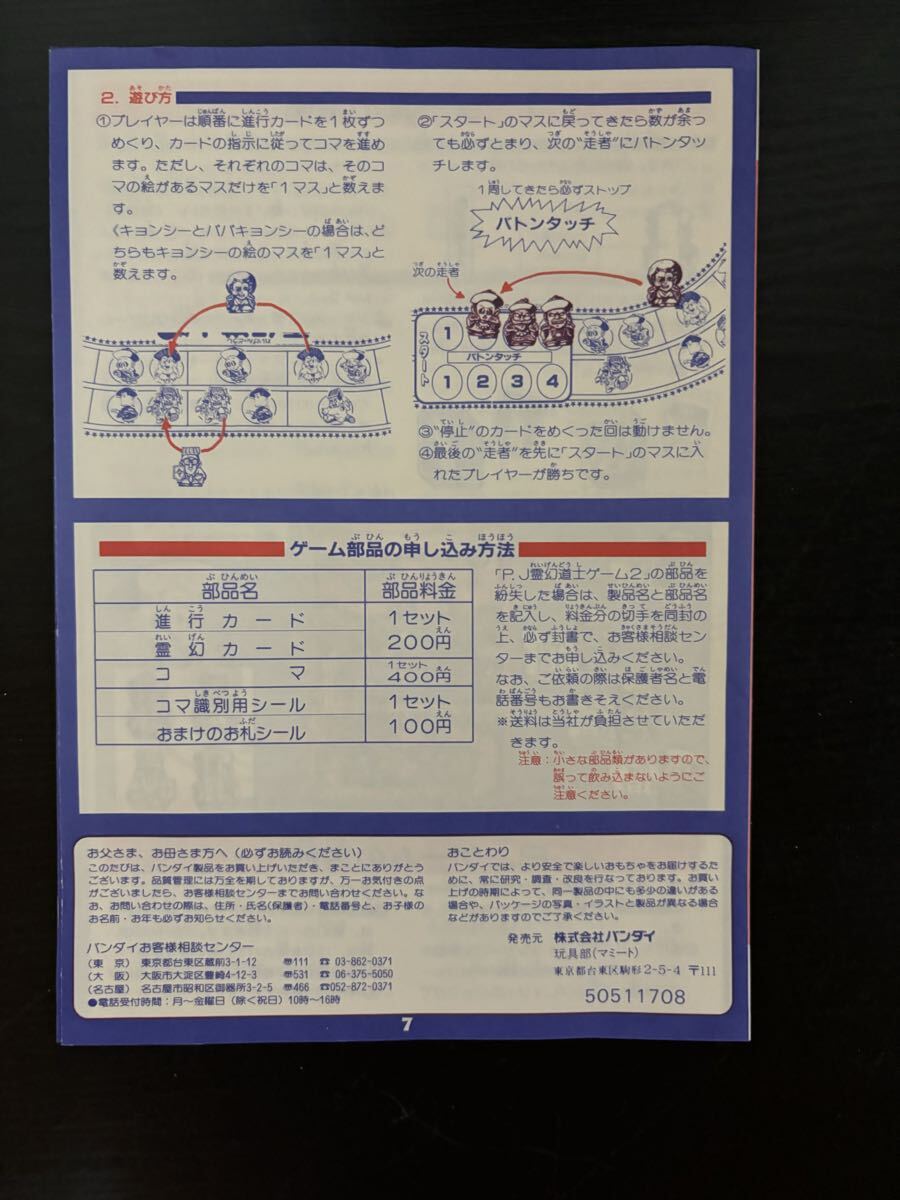 2. 遊び方
①プレイヤーは順番に進行カードを1枚ずつ
めくり、カードの指示に従ってコマを進め
ます。ただし、それぞれのコマは、そのコ
マの絵があるマスだけを「1マス」と数えま
す。
《キョンシーとパパキョンシーの場合は、ど
ちらもキョンシーの絵のマスを「1マス」と
数えます。
②「スタート」のマスに戻ってきたら数が余っ
ても必ずとまり、次の"走者"にバトンタッ
チします。
1周してきたら必ずストップ
バトンタッチ
次の走者
スタート
1
バトンタッチ
1 2 3 4
③"停止"のカードをめくった回は動けません。
④最後の"走者"を先に「スタート」のマスに入
れたプレイヤーが勝ちです。
ゲーム部品の申し込み方法
部品名 部品料金
進行カード 1セット
霊幻カード 200円
コマ 1セット 400円
コマ識別用シール 1セット
おまけのお札シール 100円
「P.J霊幻道士ゲーム2」の部品を
紛失した場合は、製品名と部品名
を記入し、料金分の切手を同封の
上、必ず封書で、お客様相談セン
ターまでお申し込みください。
なお、ご依頼の際は保護者名と電
話番号もお書きそえください。
※送料は当社が負担させていただ
きます。
注意：小さな部品類がありますので、
誤って飲み込まないようにご
注意ください。
お父さま、お母さま方へ（必ずお読みください）
このたびは、バンダイ製品をお買い上げいただき、まことにありがとう
ございます。品質管理には万全を期しておりますが、万一お気付きの点
がございましたら、お客様相談センターまでお問い合わせください。な
お、お問い合わせの際は、住所・氏名(保護者)・電話番号と、お子様の
お名前・お年も必ずお知らせください。
バンダイお客様相談センター
(東 京) 東京都台東区蔵前3-1-12 〠111 ☎03-862-0371
(大 阪) 大阪市大淀区豊崎4-12-3 〠531 ☎06-375-5050
(名古屋) 名古屋市昭和区御器所3-2-5 〠466 ☎052-872-0371
●電話受付時間：月～金曜日（除く祝日）10時～16時
おことわり
バンダイでは、より安全で楽しいおもちゃをお届けするた
めに、常に研究・調査・改良を行なっております。お買い
上げの時期によって、同一製品の中にも多少の違いがある
場合や、パッケージの写真・イラストと製品が異なる場合
などがありますのでご了承ください。
発売元 株式会社バンダイ
玩具部(マミート)
東京都台東区駒形2-5-4 〒111
50511708
7